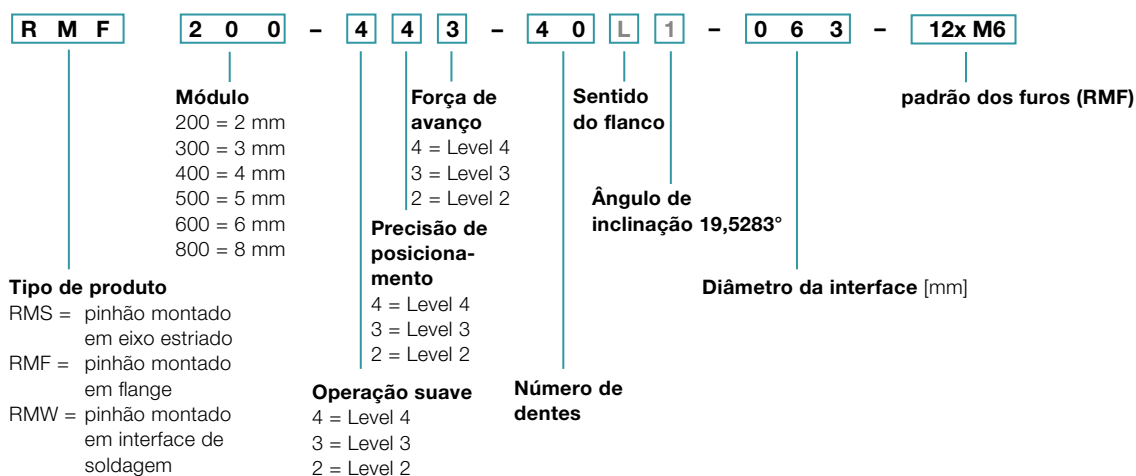 R M F 2 0 0 – 4 4 3 – 4 0 L 1 – 0 6 3 – 12x M6
Módulo
200 = 2 mm
300 = 3 mm
400 = 4 mm
500 = 5 mm
600 = 6 mm
800 = 8 mm
Força de
avanço
4 = Level 4
3 = Level 3
2 = Level 2
Sentido
do flanco
padrão dos furos (RMF)
Ângulo de
inclinação 19,5283°
Precisão de
posiciona-
mento
4 = Level 4
3 = Level 3
2 = Level 2
Tipo de produto
RMS = pinhão montado
em eixo estriado
RMF = pinhão montado
em flange
RMW = pinhão montado
em interface de
soldagem
Diâmetro da interface [mm]
Operação suave
4 = Level 4
3 = Level 3
2 = Level 2
Número de
dentes